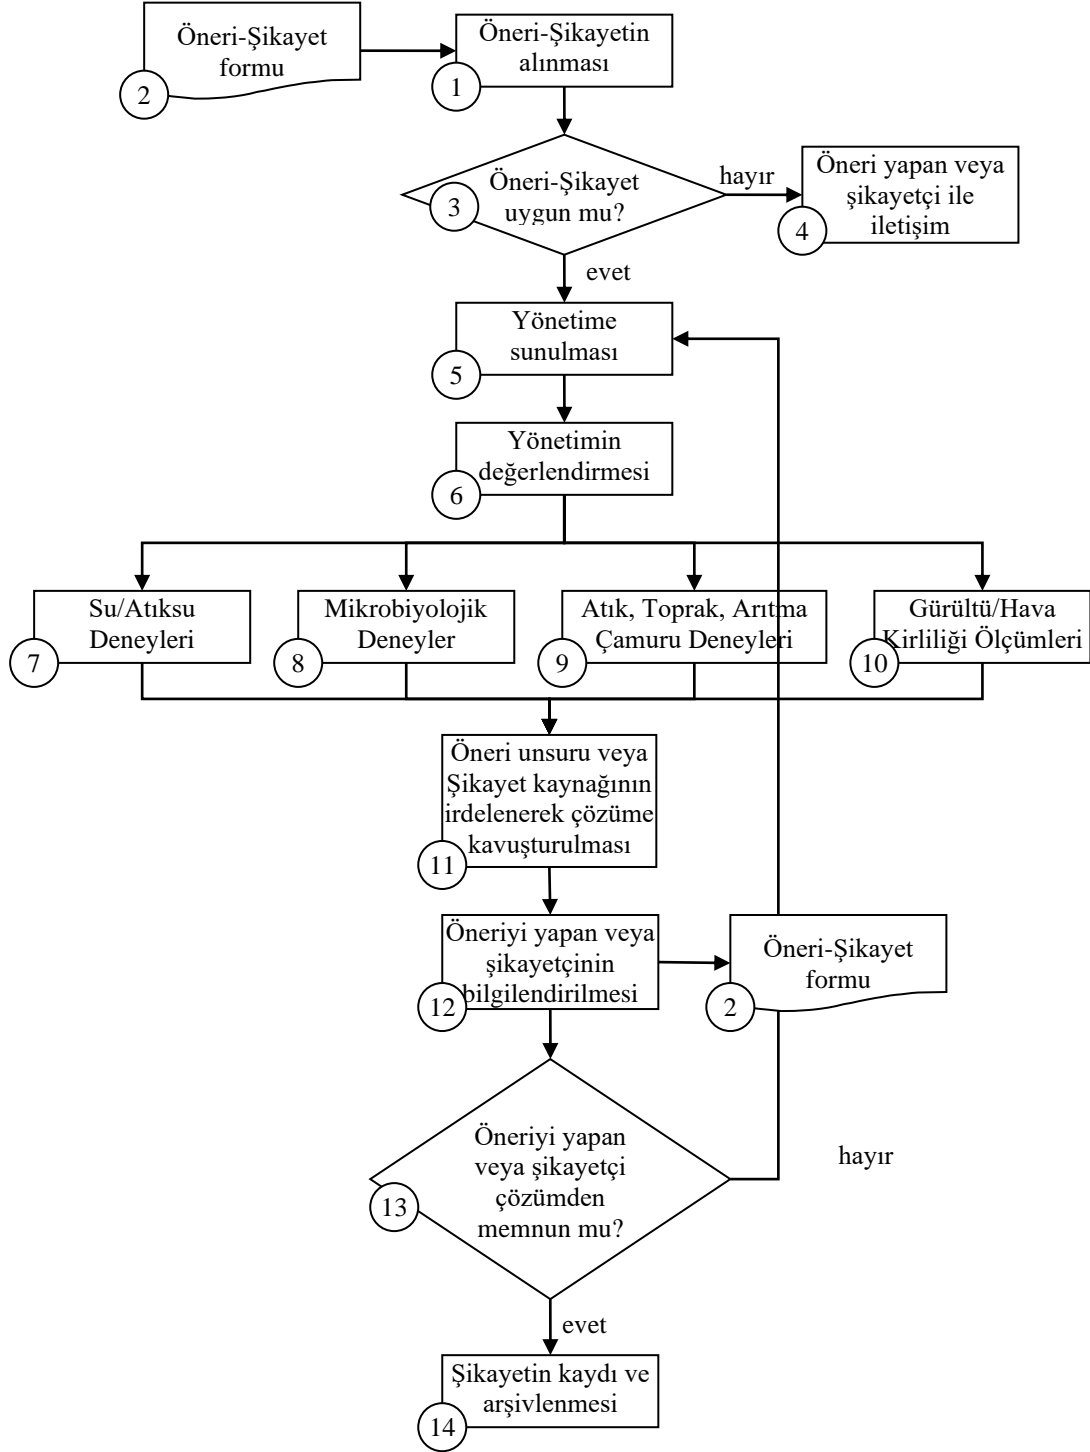 Öneri-Şikayet
formu
2
Öneri-Şikayetin
alınması
1
Öneri-Şikayet
uygun mu?
3
hayır
Öneri yapan veya
şikayetçi ile
iletişim
4
evet
Yönetime
sunulması
5
Yönetimin
değerlendirmesi
6
Su/Atıksu
Deneyleri
7
Mikrobiyolojik
Deneyler
8
Atık, Toprak, Arıtma
Çamuru Deneyleri
9
Gürültü/Hava
Kirliliği Ölçümleri
10
Öneri unsuru veya
Şikayet kaynağının
irdelenerek çözüme
kavuşturulması
11
Öneriyi yapan veya
şikayetçinin
bilgilendirilmesi
12
Öneri-Şikayet
formu
2
Öneriyi yapan
veya şikayetçi
çözümden
memnun mu?
13
hayır
evet
Şikayetin kaydı ve
arşivlenmesi
14